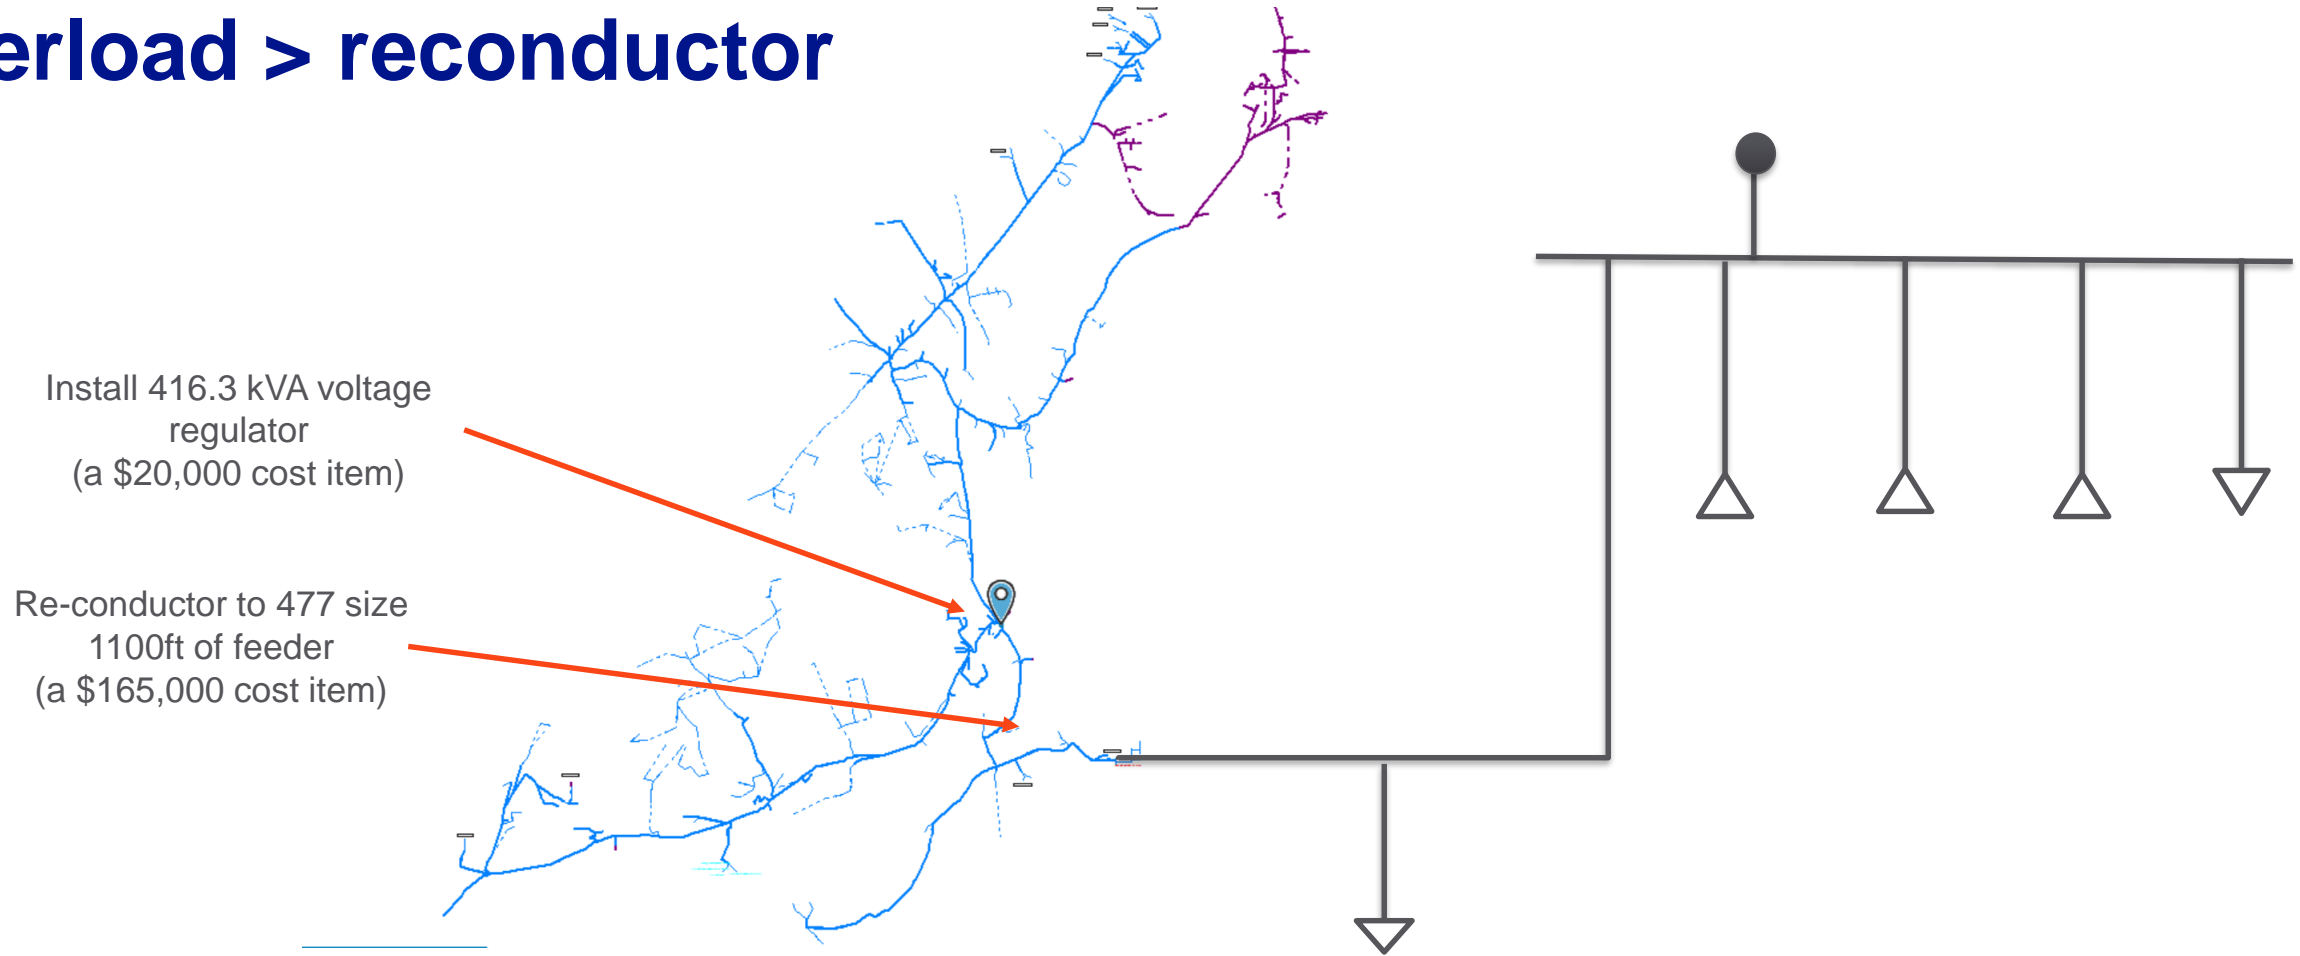 erload > reconductor
Install 416.3 kVA voltage
regulator
(a $20,000 cost item)
Re-conductor to 477 size
1100ft of feeder
(a $165,000 cost item)